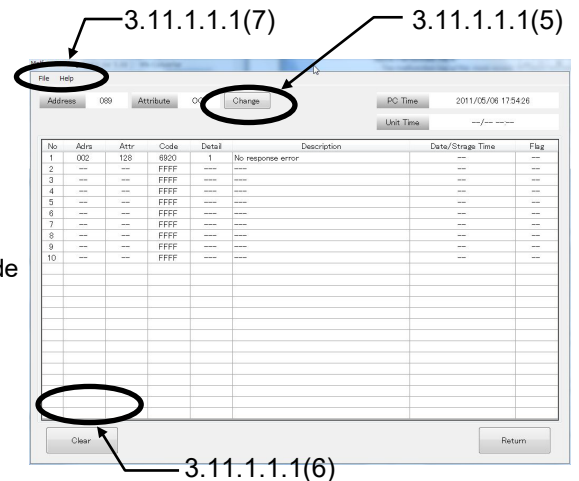 3.11.1.1.1(7)
3.11.1.1.1(5)
File Help
Address 089 Attribute Change PC Time 2011/05/06 17:54:26
Unit Time --/-- --:--
No Adrs Attr Code Detail Description Date/Strage Time Flag
1 002 128 6920 1 No response error -- --
2 -- -- FFFF --- --- -- --
3 -- -- FFFF --- --- -- --
4 -- -- FFFF --- --- -- --
5 -- -- FFFF --- --- -- --
6 -- -- FFFF --- --- -- --
7 -- -- FFFF --- --- -- --
8 -- -- FFFF --- --- -- --
9 -- -- FFFF --- --- -- --
10 -- -- FFFF --- --- -- --
de
Clear Return
3.11.1.1.1(6)